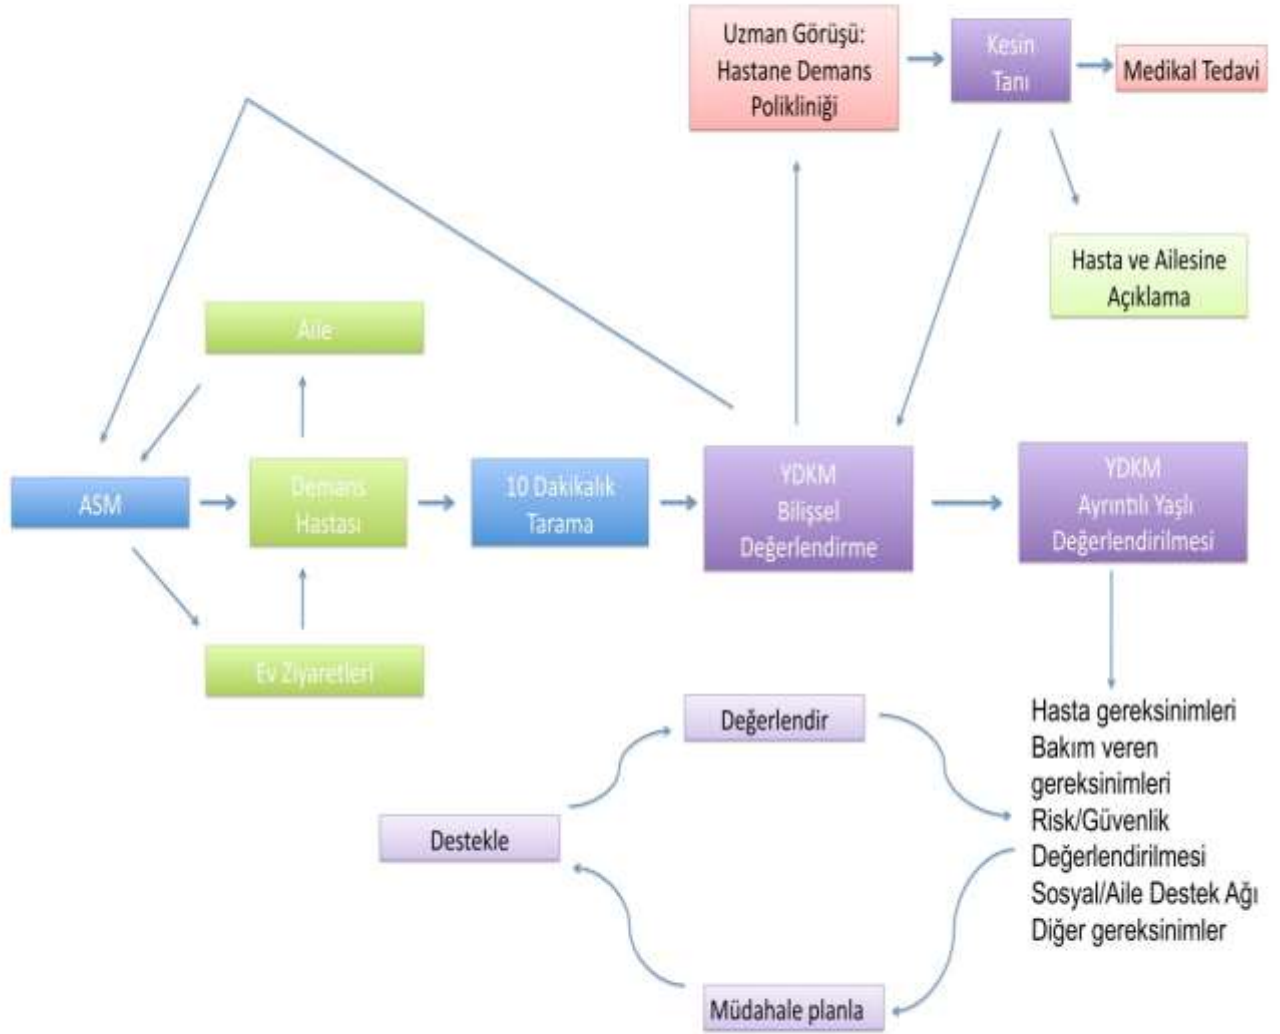 Uzman Görüşü:
Hastane Demans
Polikliniği
Kesin
Tanı
Medikal Tedavi
Hasta ve Ailesine
Açıklama
Aile
ASM
Demans
Hastası
10 Dakikalık
Tarama
YDKM
Bilişsel
Değerlendirme
YDKM
Ayrıntılı Yaşlı
Değerlendirilmesi
Ev Ziyaretleri
Değerlendir
Destekle
Müdahale planla
Hasta gereksinimleri
Bakım veren
gereksinimleri
Risk/Güvenlik
Değerlendirilmesi
Sosyal/Aile Destek Ağı
Diğer gereksinimler